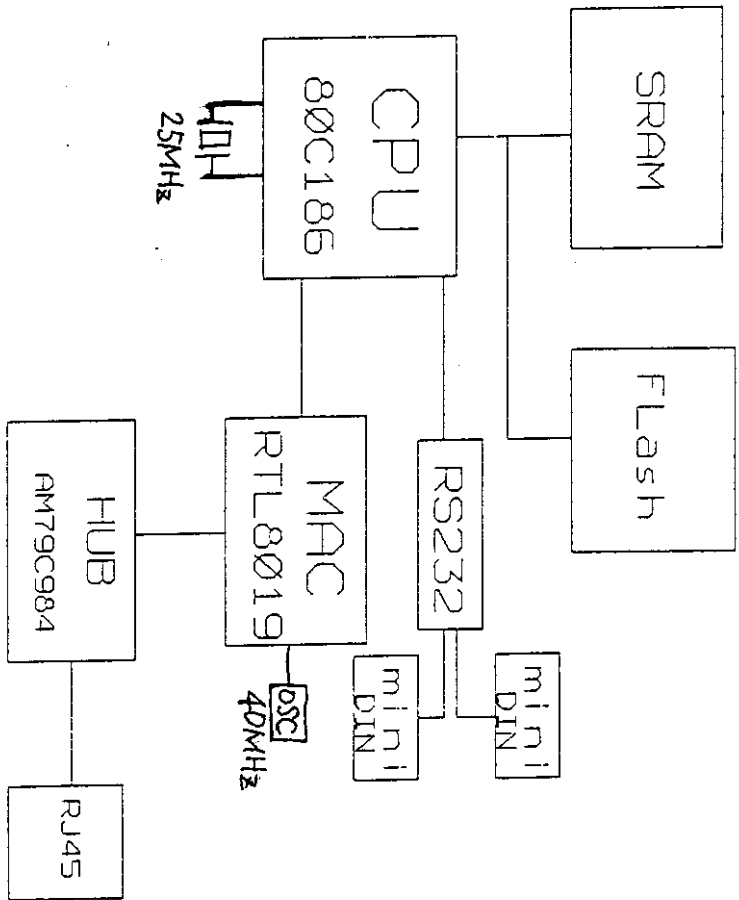 SRAM
FLash
CPU
80C186
25MHz
RS232
mini
DIN
mini
DIN
MAC
RTL8019
OSC
40MHz
HUB
AM79C984
RJ45